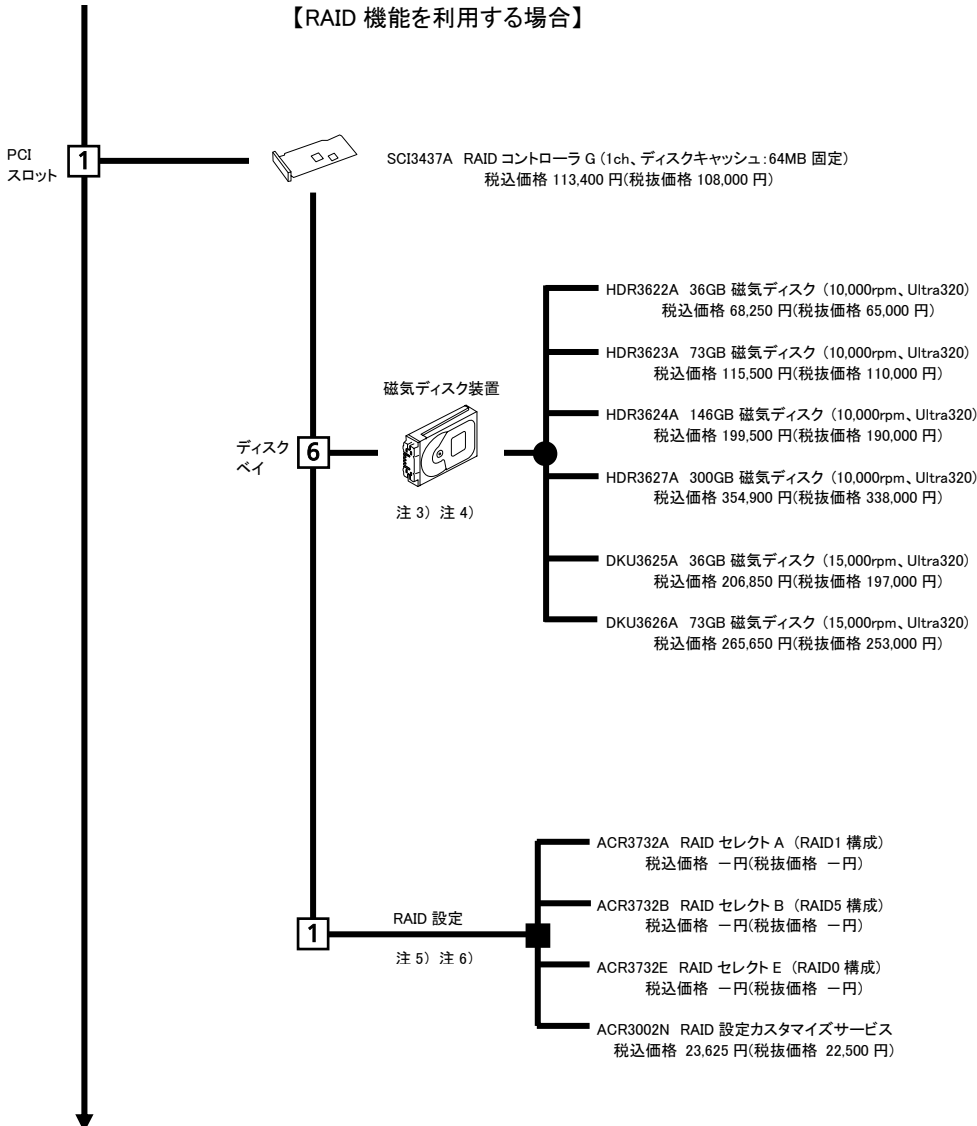 【RAID 機能を利用する場合】
PCI
スロット
1
SCI3437A RAID コントローラ G (1ch、ディスクキャッシュ:64MB 固定)
税込価格 113,400 円(税抜価格 108,000 円)
HDR3622A 36GB 磁気ディスク (10,000rpm、Ultra320)
税込価格 68,250 円(税抜価格 65,000 円)
HDR3623A 73GB 磁気ディスク (10,000rpm、Ultra320)
税込価格 115,500 円(税抜価格 110,000 円)
磁気ディスク装置
HDR3624A 146GB 磁気ディスク (10,000rpm、Ultra320)
税込価格 199,500 円(税抜価格 190,000 円)
ディスク
ベイ
6
HDR3627A 300GB 磁気ディスク (10,000rpm、Ultra320)
税込価格 354,900 円(税抜価格 338,000 円)
注 3) 注 4)
DKU3625A 36GB 磁気ディスク (15,000rpm、Ultra320)
税込価格 206,850 円(税抜価格 197,000 円)
DKU3626A 73GB 磁気ディスク (15,000rpm、Ultra320)
税込価格 265,650 円(税抜価格 253,000 円)
ACR3732A RAID セレクト A (RAID1 構成)
税込価格 -円(税抜価格 -円)
ACR3732B RAID セレクト B (RAID5 構成)
税込価格 -円(税抜価格 -円)
1
RAID 設定
注 5) 注 6)
ACR3732E RAID セレクト E (RAID0 構成)
税込価格 -円(税抜価格 -円)
ACR3002N RAID 設定カスタマイズサービス
税込価格 23,625 円(税抜価格 22,500 円)